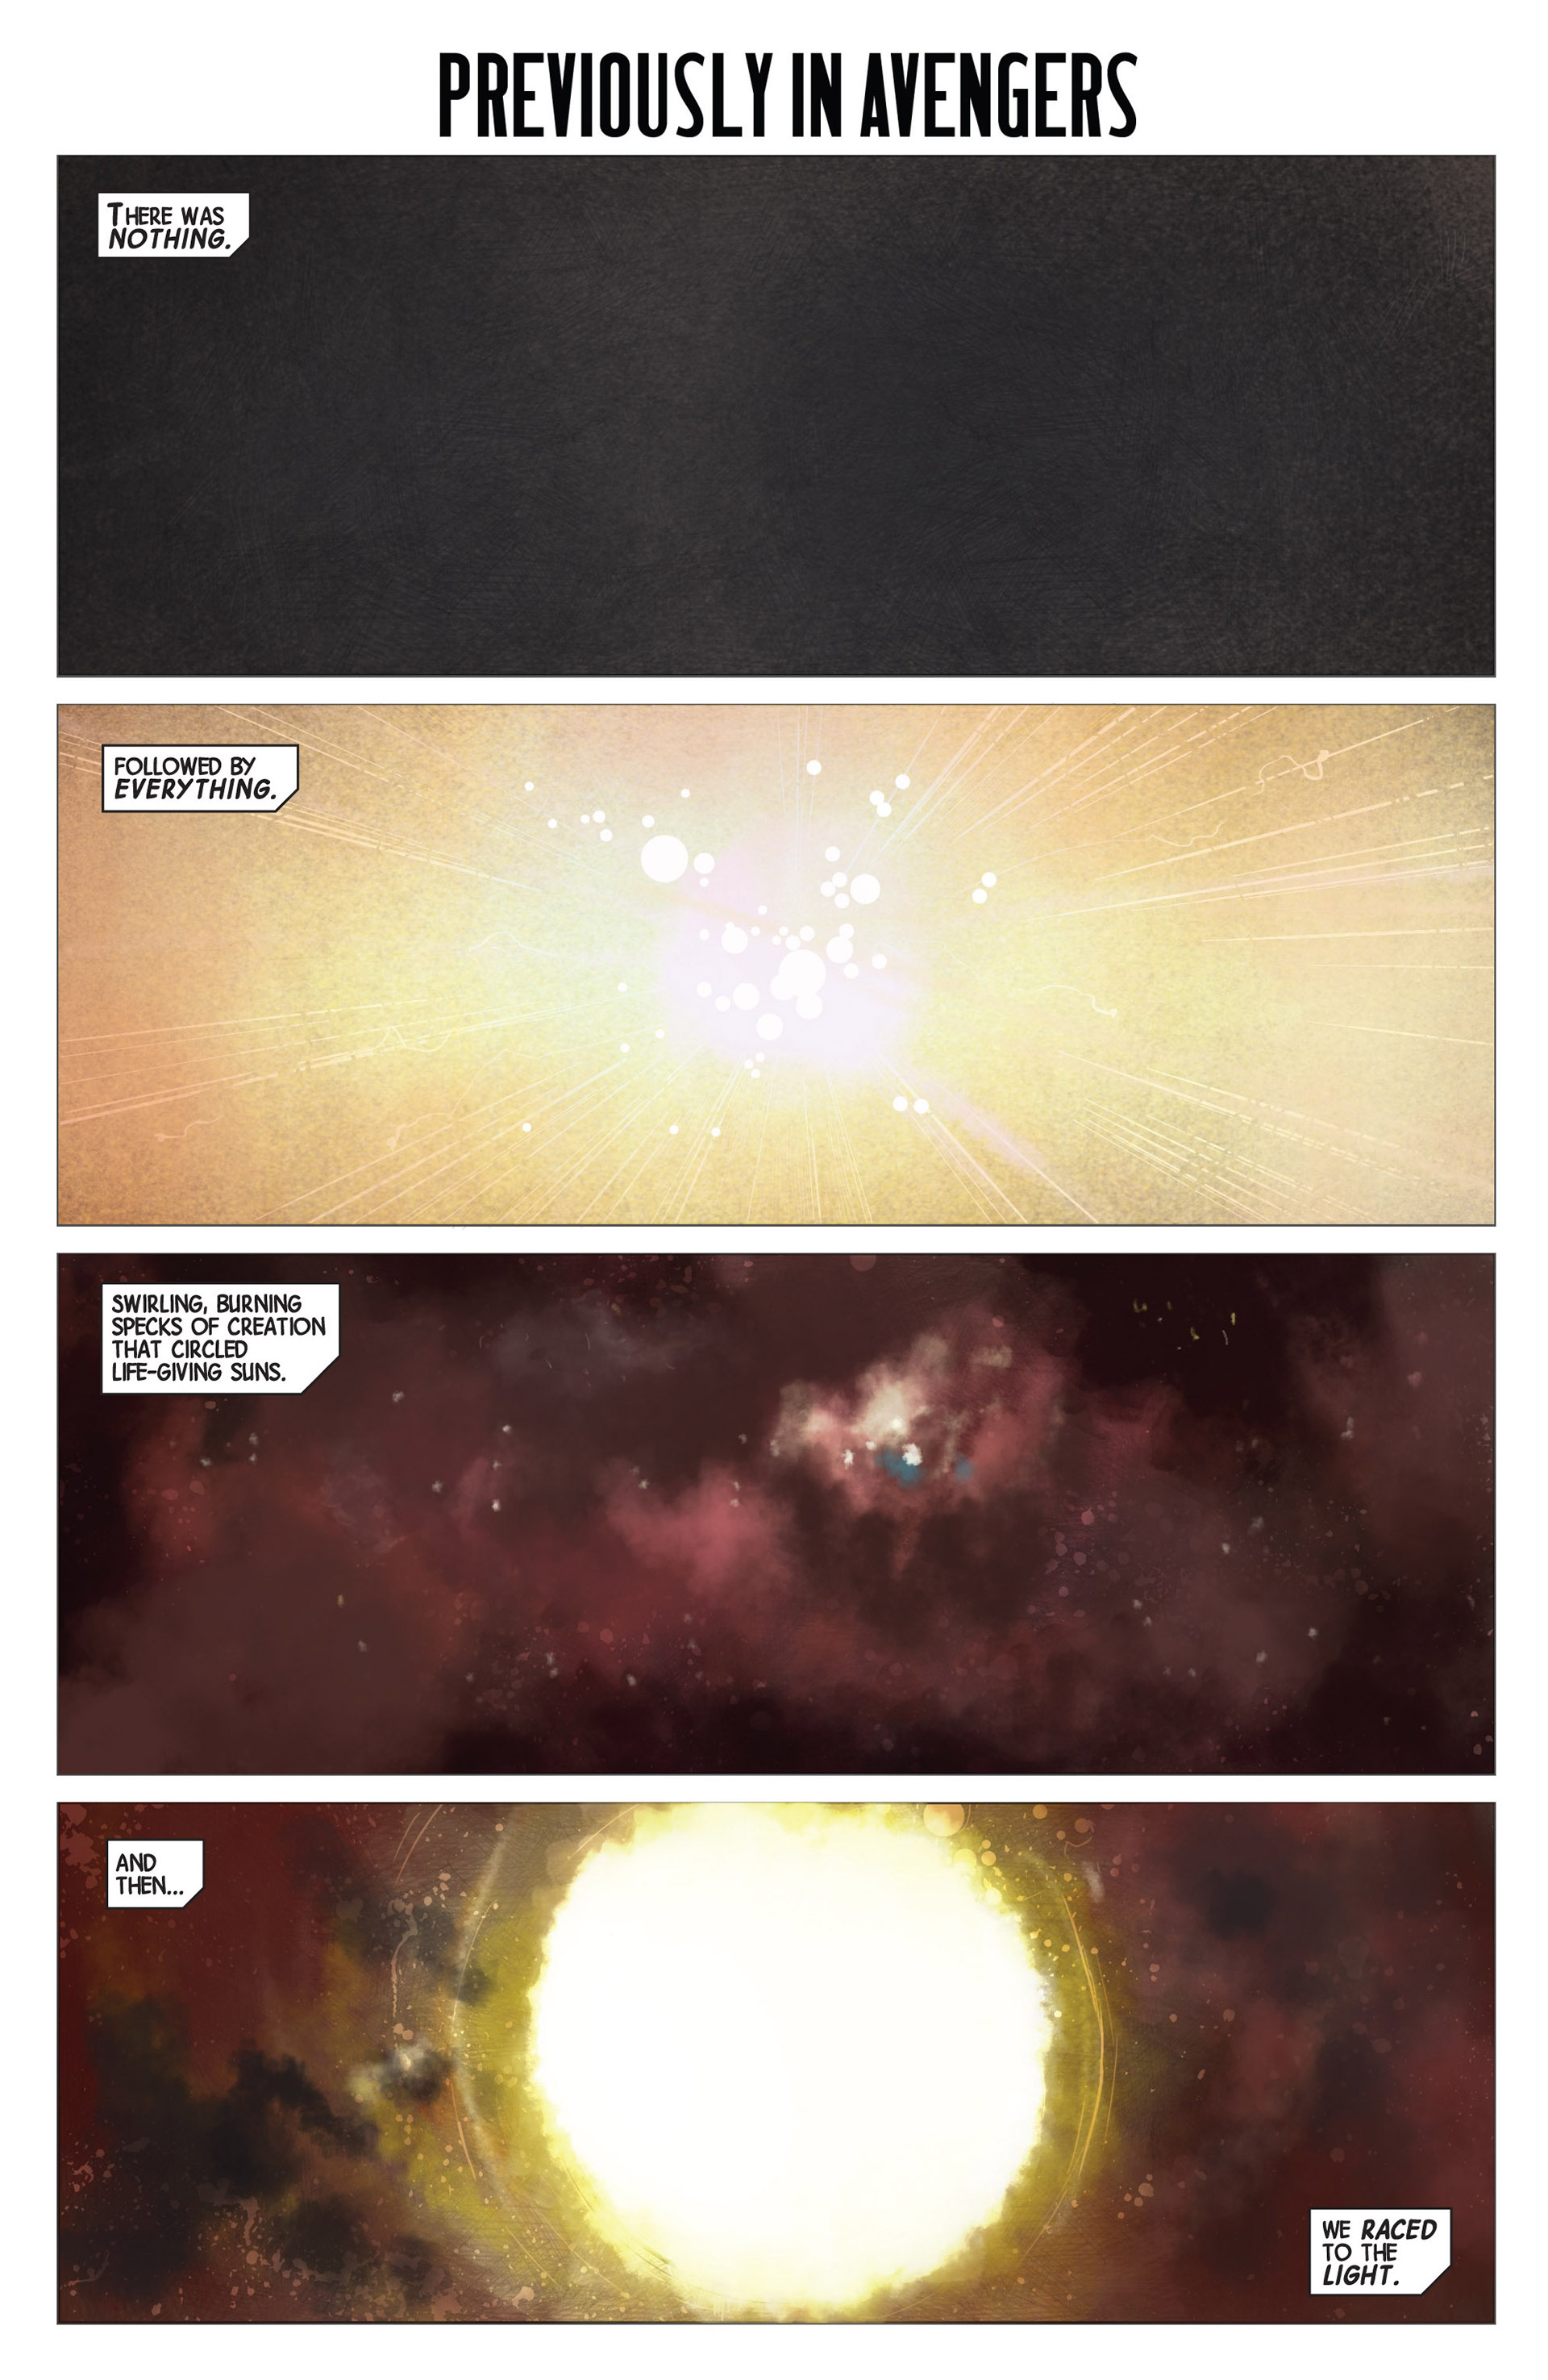 PREVIOUSLY IN AVENGERS
THERE WAS
NOTHING.
FOLLOWED BY
EVERYTHING.
SWIRLING, BURNING
SPECKS OF CREATION
THAT CIRCLED
LIFE-GIVING SUNS.
AND
THEN...
WE RACED
TO THE
LIGHT.